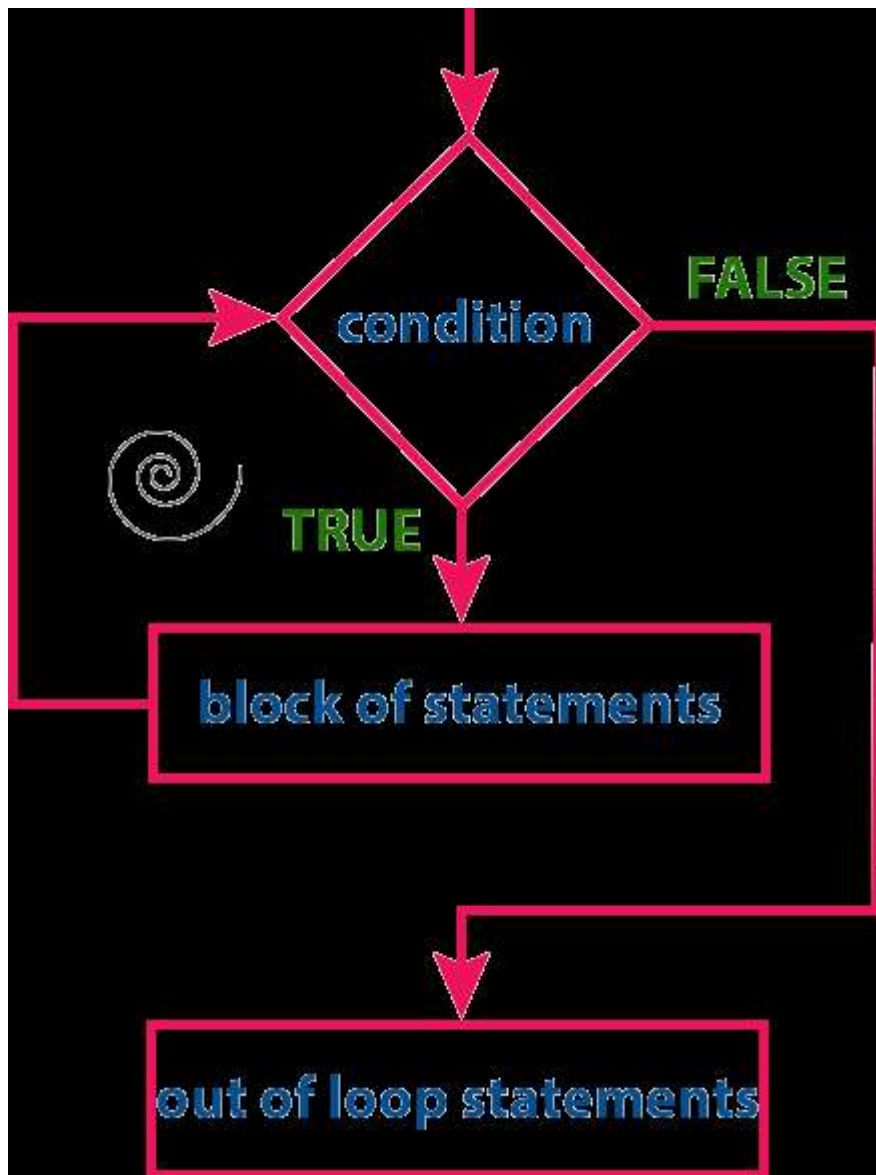 FALSE
condition
TRUE
block of statements
out of loop statements